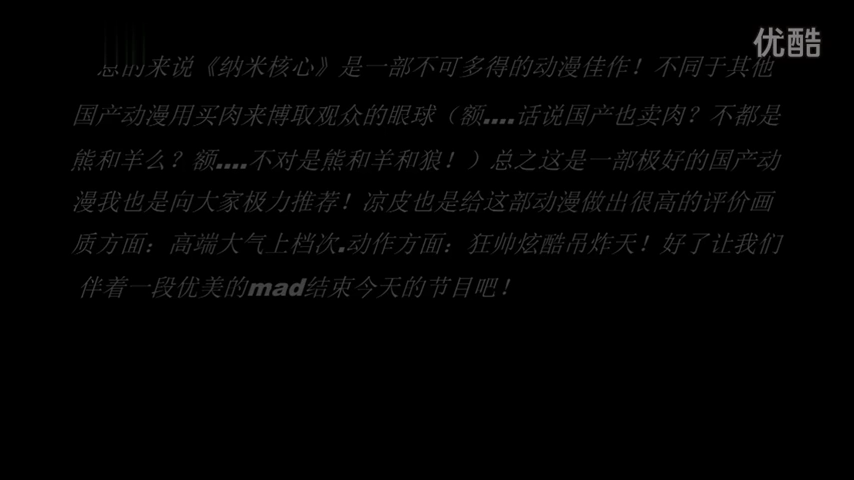 优酷
总的来说《纳米核心》是一部不可多得的动漫佳作！不同于其他
国产动漫用买肉来博取观众的眼球（额....话说国产也卖肉？不都是
熊和羊么？额....不对是熊和羊和狼！）总之这是一部极好的国产动
漫我也是向大家极力推荐！凉皮也是给这部动漫做出很高的评价画
质方面：高端大气上档次.动作方面：狂帅炫酷吊炸天！好了让我们
伴着一段优美的mad结束今天的节目吧！